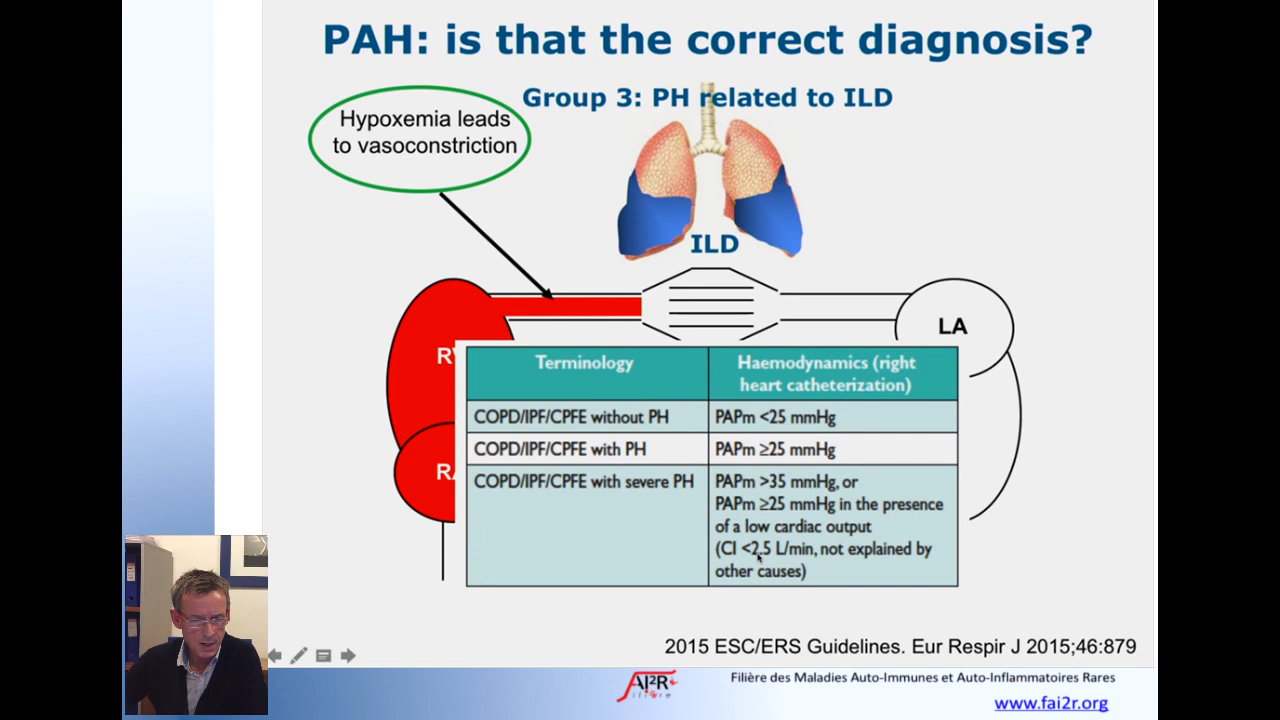 PAH: is that the correct diagnosis?
Group 3: PH related to ILD
Hypoxemia leads
to vasoconstriction
ILD
LA
Terminology
Haemodynamics (right
heart catheterization)
COPD/IPF/CPFE without PH
PAPm <25 mmHg
COPD/IPF/CPFE with PH
PAPm ≥25 mmHg
COPD/IPF/CPFE with severe PH
PAPm >35 mmHg, or
PAPm ≥25 mmHg in the presence
of a low cardiac output
(CI <2.5 L/min, not explained by
other causes)
2015 ESC/ERS Guidelines. Eur Respir J 2015;46:879
FAI²R
filière
Filière des Maladies Auto-Immunes et Auto-Inflammatoires Rares
www.fai2r.org